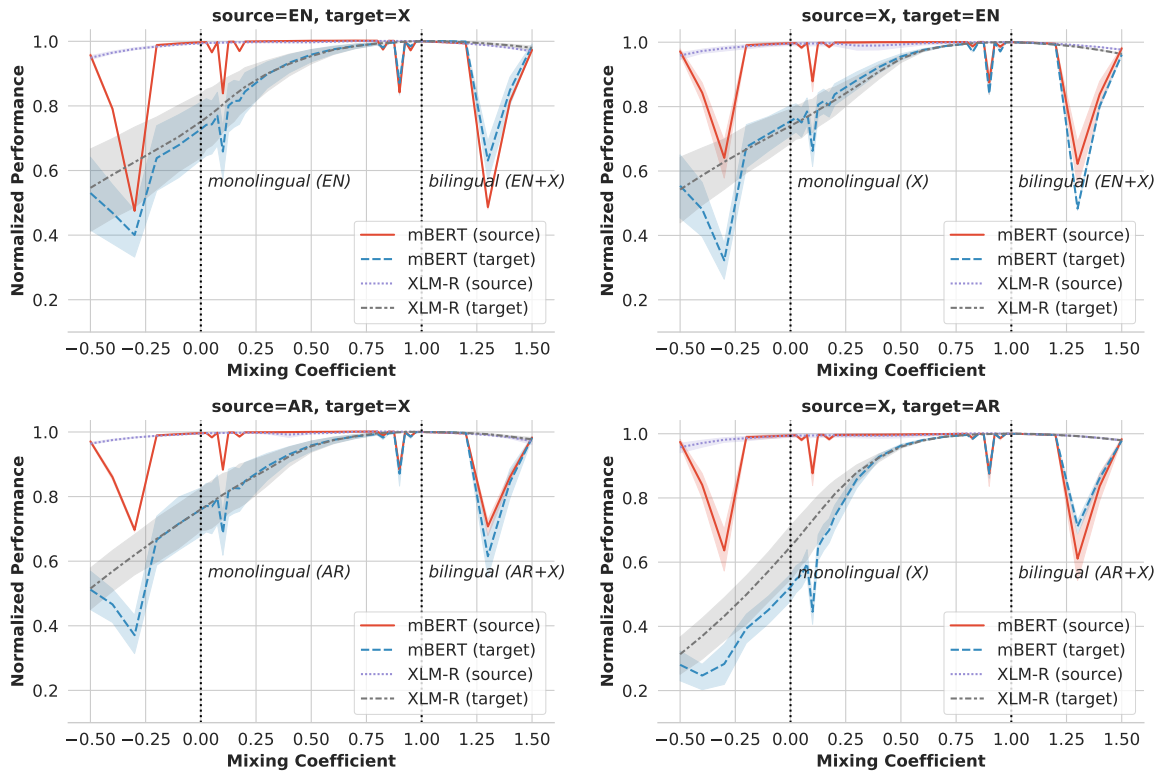 source=EN, target=X
Normalized Performance
1.0
0.8
0.6
0.4
0.2
monolingual (EN)
bilingual (EN+X)
mBERT (source)
mBERT (target)
XLM-R (source)
XLM-R (target)
−0.50 −0.25 0.00 0.25 0.50 0.75 1.00 1.25 1.50
Mixing Coefficient
source=X, target=EN
Normalized Performance
1.0
0.8
0.6
0.4
0.2
monolingual (X)
bilingual (EN+X)
mBERT (source)
mBERT (target)
XLM-R (source)
XLM-R (target)
−0.50 −0.25 0.00 0.25 0.50 0.75 1.00 1.25 1.50
Mixing Coefficient
source=AR, target=X
Normalized Performance
1.0
0.8
0.6
0.4
0.2
monolingual (AR)
bilingual (AR+X)
mBERT (source)
mBERT (target)
XLM-R (source)
XLM-R (target)
−0.50 −0.25 0.00 0.25 0.50 0.75 1.00 1.25 1.50
Mixing Coefficient
source=X, target=AR
Normalized Performance
1.0
0.8
0.6
0.4
0.2
monolingual (X)
bilingual (AR+X)
mBERT (source)
mBERT (target)
XLM-R (source)
XLM-R (target)
−0.50 −0.25 0.00 0.25 0.50 0.75 1.00 1.25 1.50
Mixing Coefficient